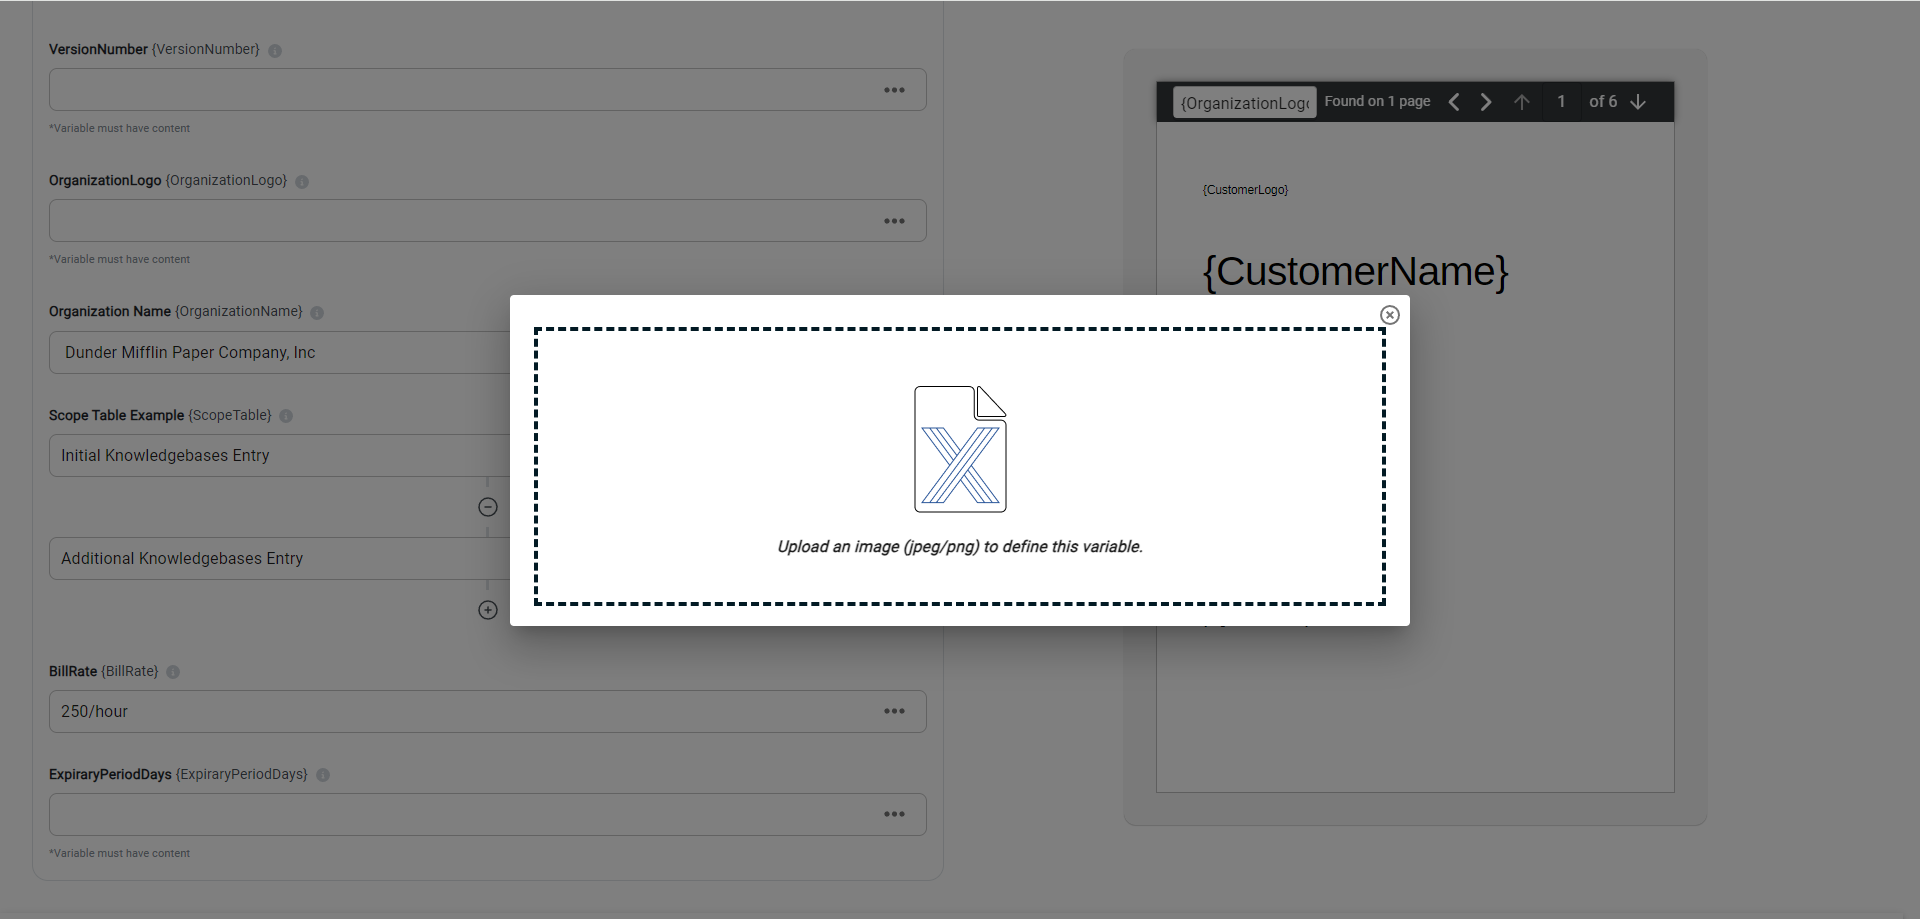 VersionNumber {VersionNumber}
*Variable must have content
OrganizationLogo {OrganizationLogo}
*Variable must have content
Organization Name {OrganizationName}
Dunder Mifflin Paper Company, Inc
Scope Table Example {ScopeTable}
Initial Knowledgebases Entry
Additional Knowledgebases Entry
BillRate {BillRate}
250/hour
ExpiraryPeriodDays {ExpiraryPeriodDays}
*Variable must have content
Upload an image (jpeg/png) to define this variable.
{OrganizationLogo Found on 1 page 1 of 6
{CustomerLogo}
{CustomerName}